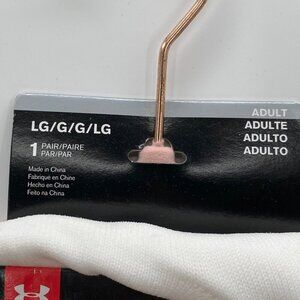 ADULT
ADULTE
ADULTO
ADULTO
LG/G/G/LG
1 PAIR/PAIRE
PAR/PAR
Made in China
Fabrique en Chine
Hecho en China
Feito na China